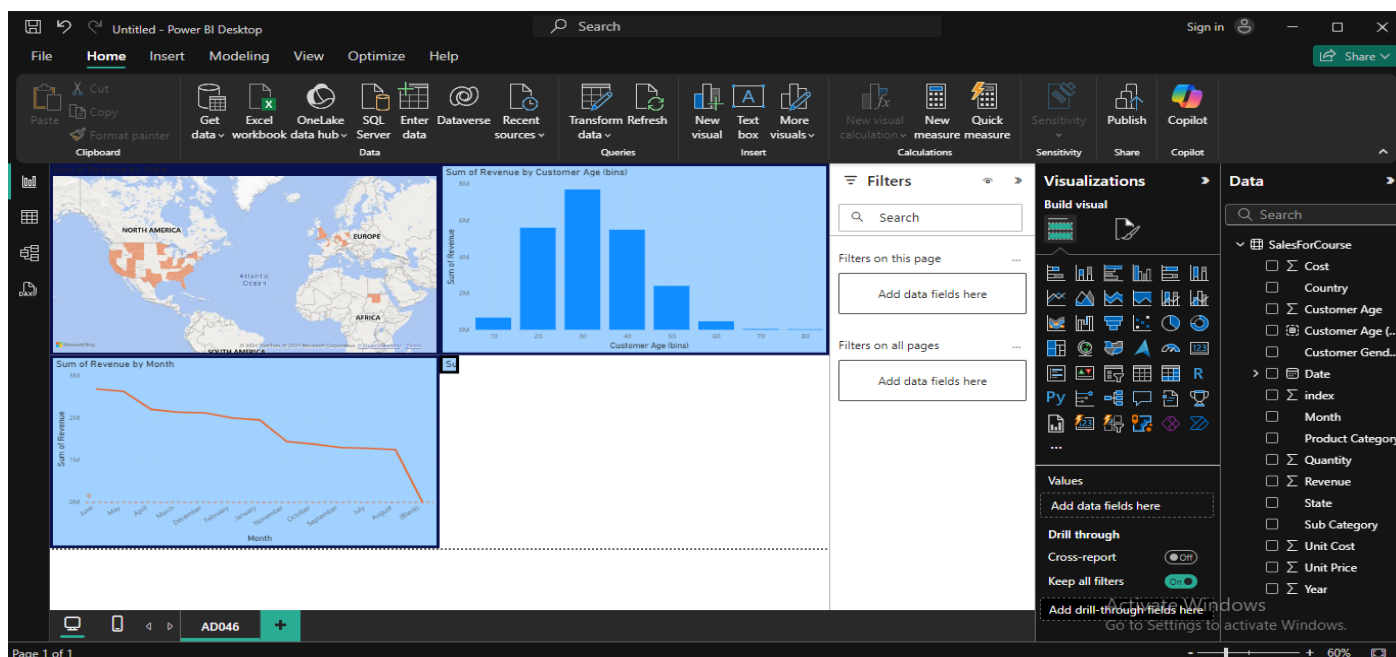 Untitled - Power BI Desktop
Search
Sign in
File Home Insert Modeling View Optimize Help
Share
Paste
Cut
Copy
Format painter
Clipboard
Get data
Excel workbook
OneLake data hub
SQL Server
Enter data
Dataverse
Recent sources
Data
Transform data
Refresh
Queries
New visual
Text box
More visuals
Insert
New visual calculation
New measure
Quick measure
Calculations
Sensitivity
Sensitivity
Publish
Share
Copilot
Copilot
NORTH AMERICA
EUROPE
Atlantic Ocean
AFRICA
SOUTH AMERICA
Microsoft Bing
Sum of Revenue by Customer Age (bins)
8M
6M
4M
2M
0M
Sum of Revenue
10 20 30 40 50 60 70 80
Customer Age (bins)
Sum of Revenue by Month
3M
2M
1M
0M
Sum of Revenue
June May April March December February January November October September July August (Blank)
Month
Su
Filters
Search
Filters on this page
...
Add data fields here
Filters on all pages
...
Add data fields here
Visualizations
Build visual
123
R
Py
...
Values
Add data fields here
Drill through
Cross-report
Off
Keep all filters
On
Add drill-through fields here
Data
Search
SalesForCourse
Σ Cost
Country
Σ Customer Age
Customer Age (...
Customer Gend...
Date
Σ index
Month
Product Category
Σ Quantity
Σ Revenue
State
Sub Category
Σ Unit Cost
Σ Unit Price
Σ Year
Activate Windows
Go to Settings to activate Windows.
AD046
+
Page 1 of 1
- + 60%